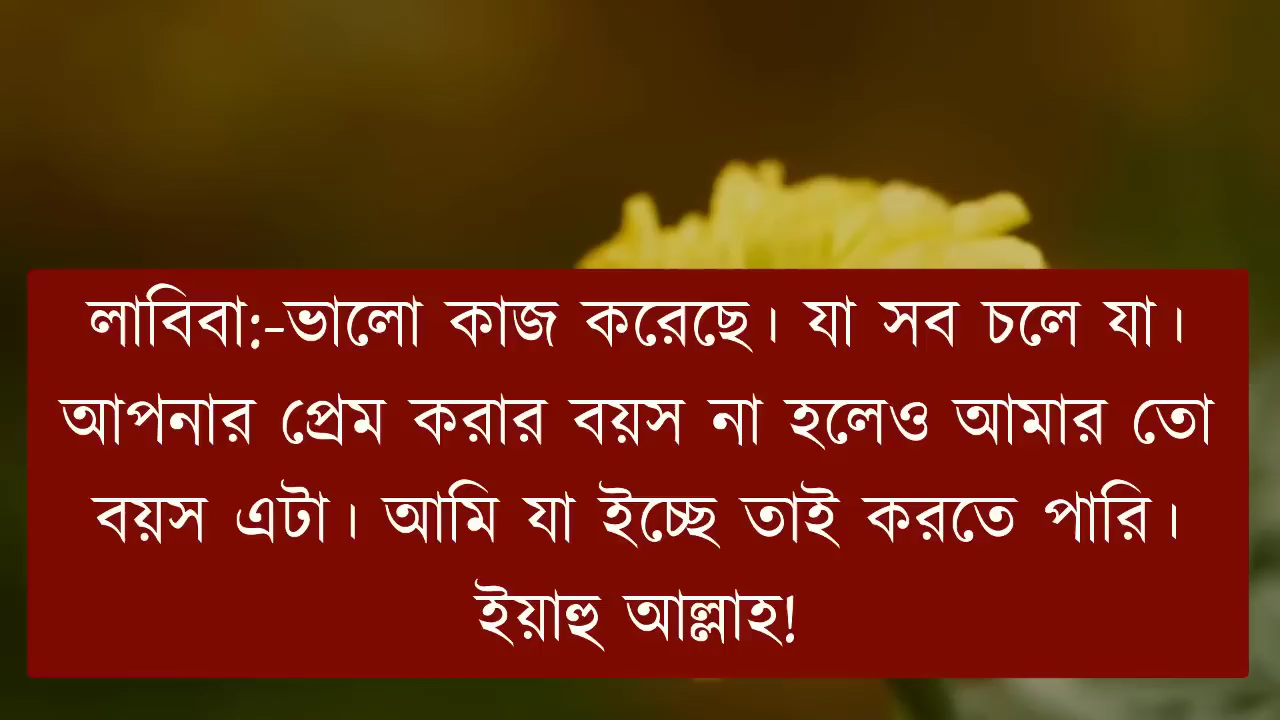 লাবিবা:-ভালো কাজ করেছে। যা সব চলে যা।
আপনার প্রেম করার বয়স না হলেও আমার তো
বয়স এটা। আমি যা ইচ্ছে তাই করতে পারি।
ইয়াহু আল্লাহ!